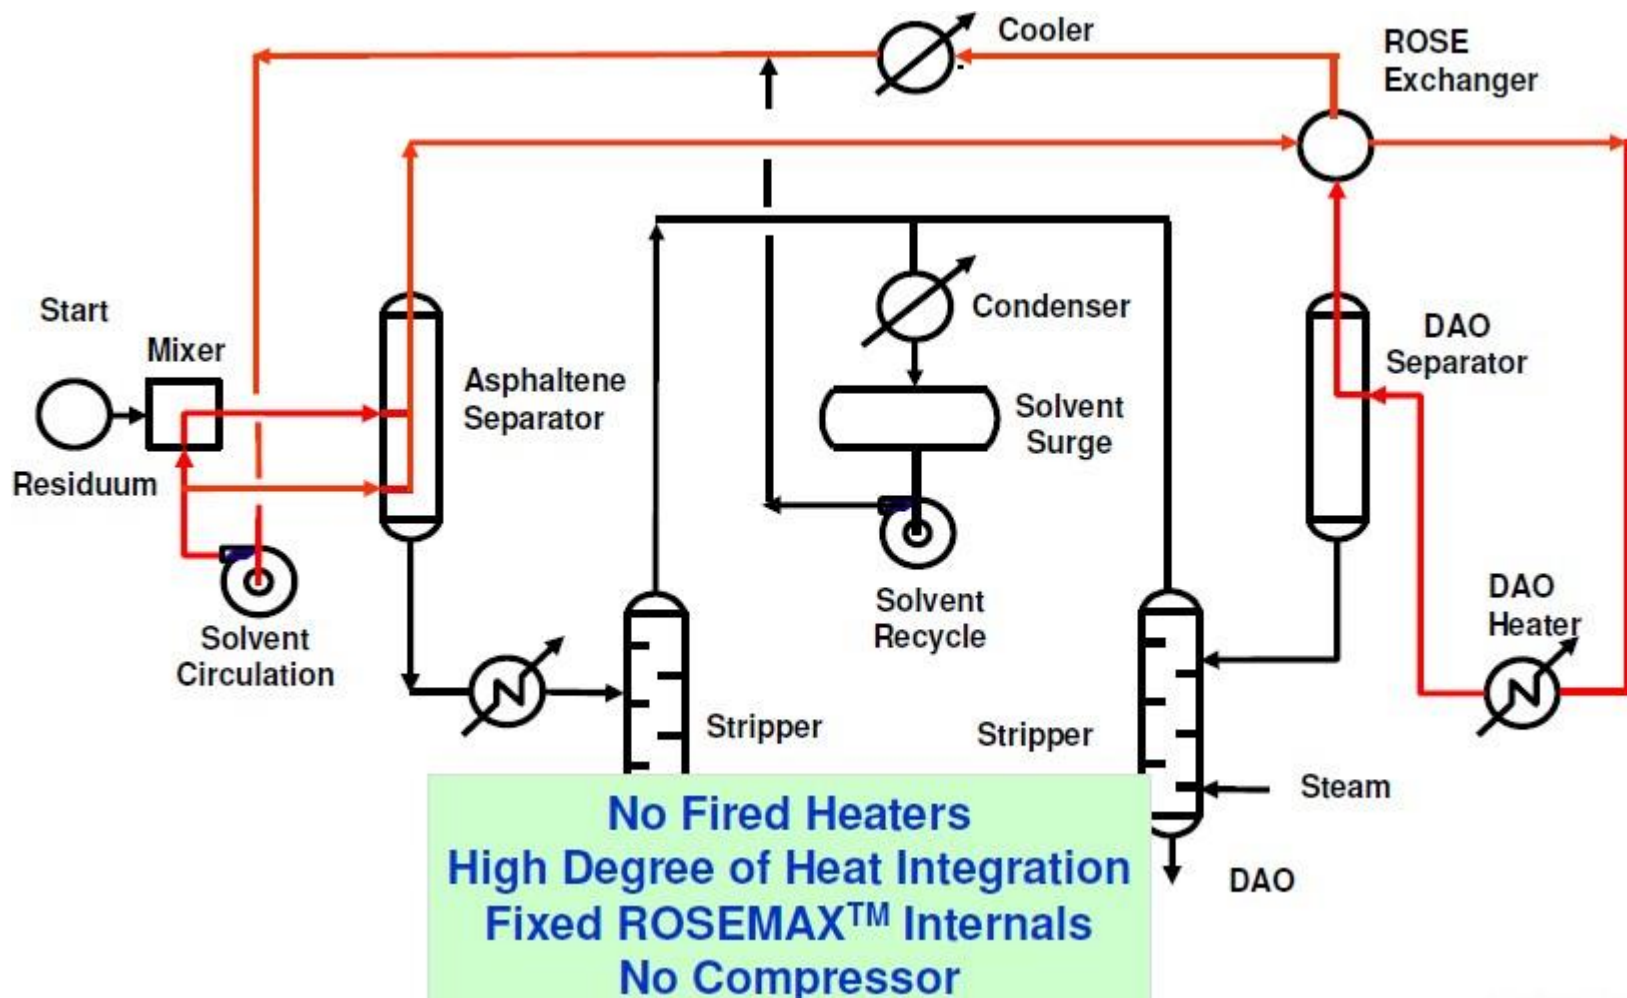 Cooler
ROSE
Exchanger
Start
Mixer
Asphaltene
Separator
Condenser
DAO
Separator
Solvent
Surge
Residuum
Solvent
Circulation
Solvent
Recycle
DAO
Heater
Stripper
Stripper
Steam
DAO
No Fired Heaters
High Degree of Heat Integration
Fixed ROSEMAX™ Internals
No Compressor